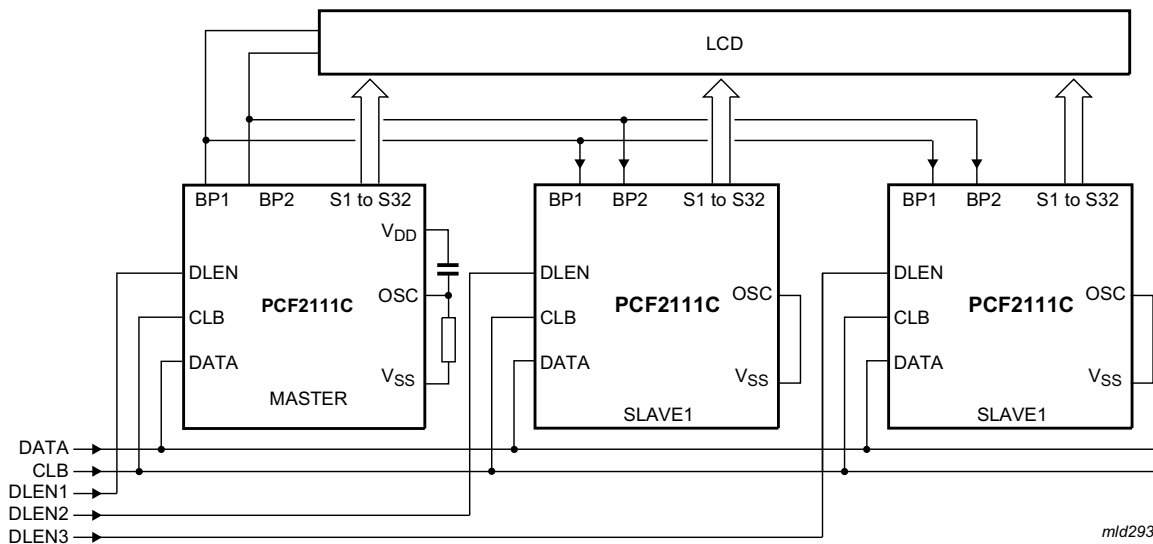 LCD
BP1 BP2 S1 to S32
BP1 BP2 S1 to S32
BP1 BP2 S1 to S32
VDD
DLEN
DLEN
DLEN
OSC
OSC
OSC
PCF2111C
PCF2111C
PCF2111C
CLB
CLB
CLB
DATA
DATA
DATA
VSS
VSS
VSS
MASTER
SLAVE1
SLAVE1
DATA
CLB
DLEN1
DLEN2
DLEN3
mld293